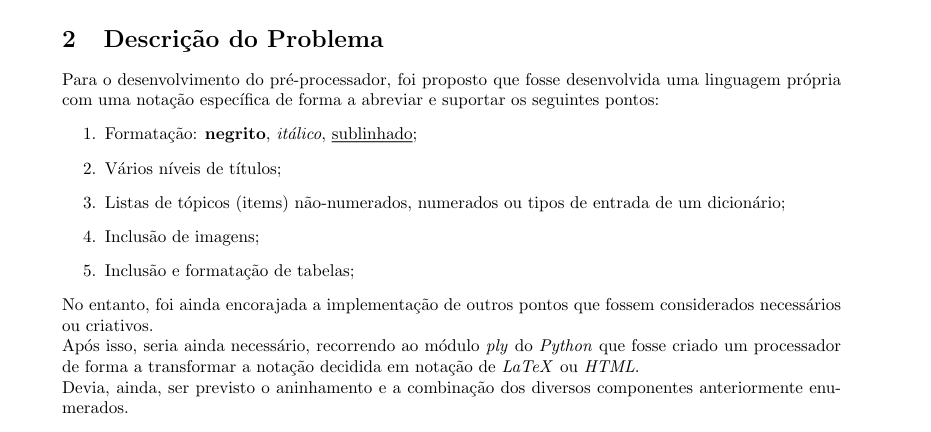 2 Descrição do Problema
Para o desenvolvimento do pré-processador, foi proposto que fosse desenvolvida uma linguagem própria
com uma notação específica de forma a abreviar e suportar os seguintes pontos:
1. Formatação: negrito, itálico, sublinhado;
2. Vários níveis de títulos;
3. Listas de tópicos (items) não-numerados, numerados ou tipos de entrada de um dicionário;
4. Inclusão de imagens;
5. Inclusão e formatação de tabelas;
No entanto, foi ainda encorajada a implementação de outros pontos que fossem considerados necessários
ou criativos.
Após isso, seria ainda necessário, recorrendo ao módulo ply do Python que fosse criado um processador
de forma a transformar a notação decidida em notação de LaTeX ou HTML.
Devia, ainda, ser previsto o aninhamento e a combinação dos diversos componentes anteriormente enu-
merados.